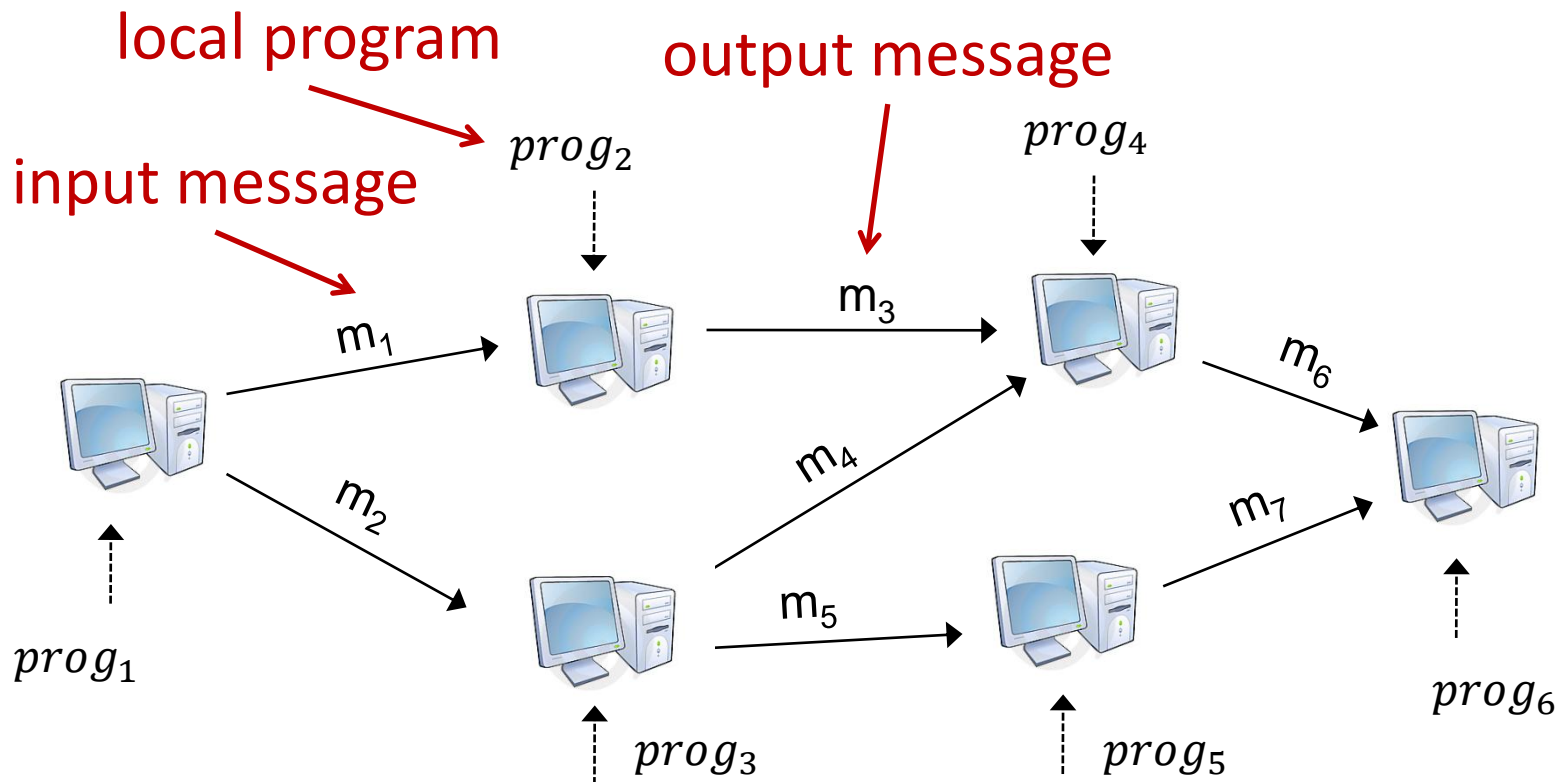 local program
output message
input message
prog₂
prog₄
m₁
m₃
m₂
m₄
m₆
m₅
m₇
prog₁
prog₃
prog₅
prog₆